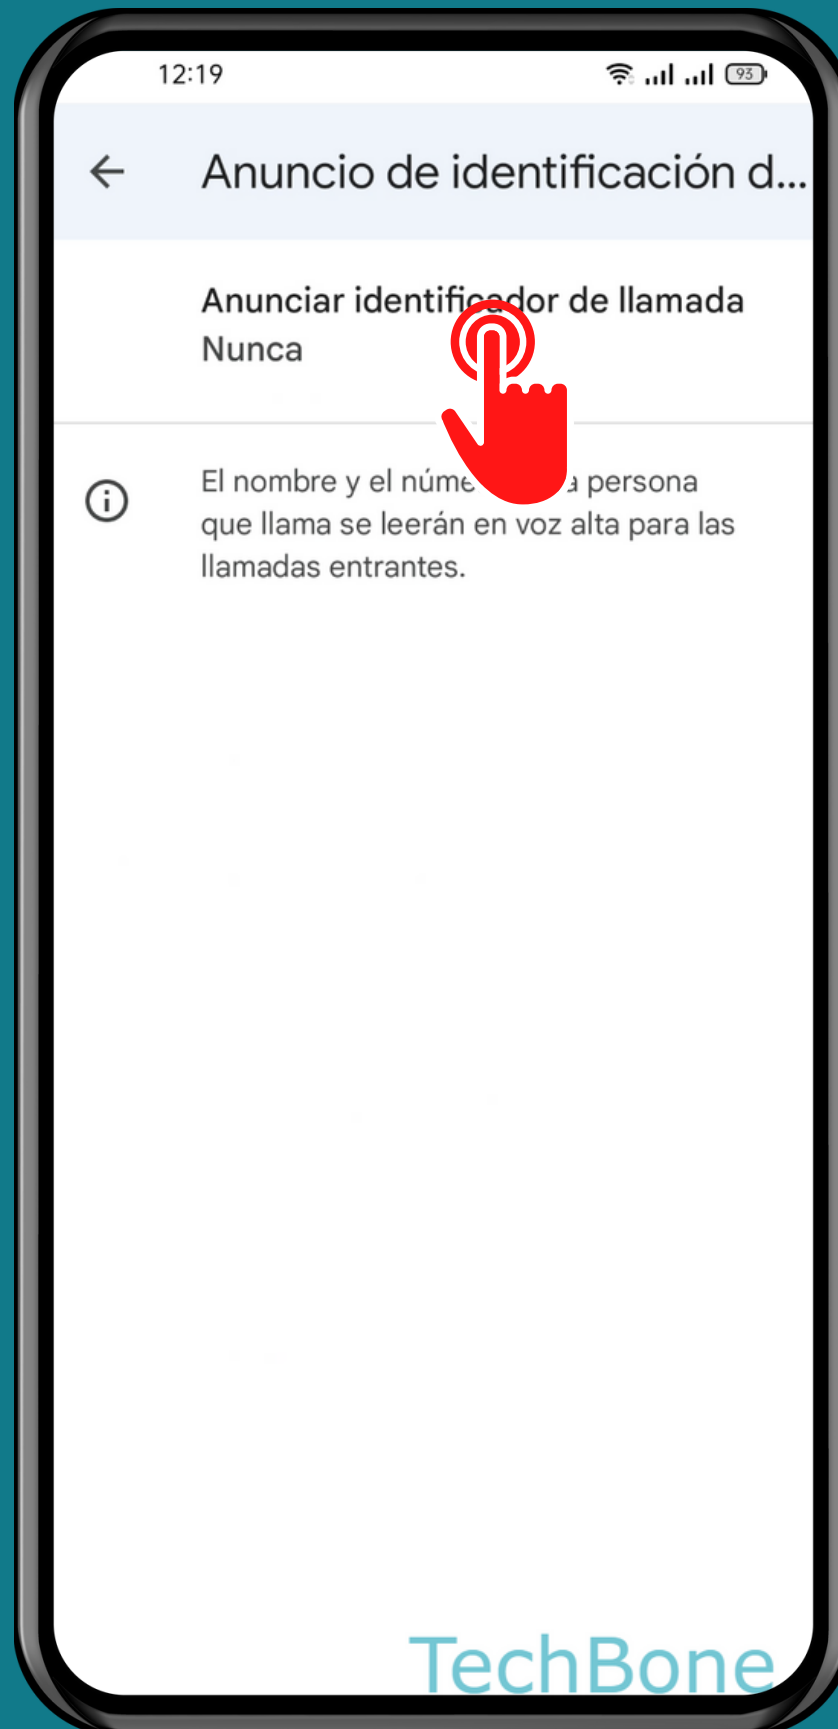 12:19
93
Anuncio de identificación d...
Anunciar identificador de llamada
Nunca
El nombre y el persona
que llama se leerán en voz alta para las
llamadas entrantes.
TechBone